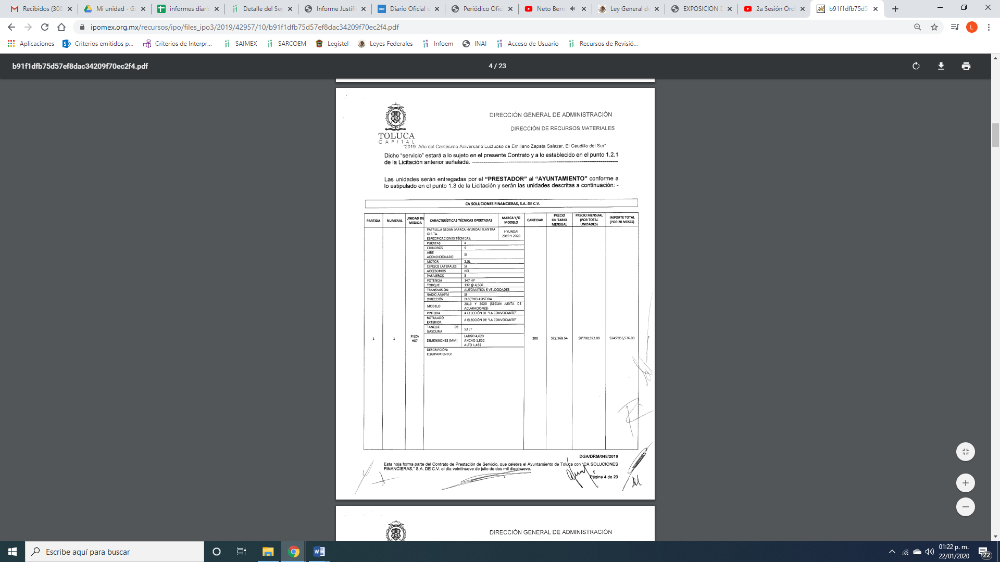 Recibidos (300
Mi unidad - Go
informes diario
Detalle del Seg
Informe Justifi
Diario Oficial d
Periódico Ofici
Neto Bern
Ley General de
EXPOSICION D
2a Sesión Ordi
b91f1dfb75d5
ipomex.org.mx/recursos/ipo/files_ipo3/2019/42957/10/b91f1dfb75d57ef8dac34209f70ec2f4.pdf
L
Aplicaciones
Criterios emitidos p...
Criterios de Interpr...
SAIMEX
SARCOEM
Legistel
Leyes Federales
Infoem
INAI
Acceso de Usuario
Recursos de Revisió...
b91f1dfb75d57ef8dac34209f70ec2f4.pdf
4 / 23
TOLUCA
CAPITAL
DIRECCIÓN GENERAL DE ADMINISTRACIÓN
DIRECCIÓN DE RECURSOS MATERIALES
"2019. Año del Centésimo Aniversario Luctuoso de Emiliano Zapata Salazar, El Caudillo del Sur"
Dicho "servicio" estará a lo sujeto en el presente Contrato y a lo establecido en el punto 1.2.1
de la Licitación anterior señalada. ----------
Las unidades serán entregadas por el "PRESTADOR" al "AYUNTAMIENTO" conforme a
lo estipulado en el punto 1.3 de la Licitación y serán las unidades descritas a continuación: -
CA SOLUCIONES FINANCIERAS, S.A. DE C.V.
PARTIDA
NUMERAL
UNIDAD DE
MEDIDA
CARACTERÍSTICAS TÉCNICAS OFERTADAS
MARCA Y/O
MODELO
CANTIDAD
PRECIO
UNITARIO
MENSUAL
PRECIO MENSUAL
(POR TOTAL
UNIDADES)
IMPORTE TOTAL
(POR 28 MESES)
PATRULLA SEDAN MARCA HYUNDAI ELANTRA
GLS TA.
ESPECIFICACIONES TÉCNICAS:
HYUNDAI
2019 Y 2020
PUERTAS 4
CILINDROS 4
AIRE
ACONDICIONADO SI
MOTOR 2.0L
ESPEJOS LATERALES SI
ACCESORIOS NO
PASAJEROS 5
POTENCIA 147 HP
TORQUE 132 @ 4,500
TRANSMISIÓN AUTOMÁTICA 6 VELOCIDADES
RADIO AM/FM SI
DIRECCIÓN ELECTRO ASISTIDA
MODELO 2019 Y 2020 (SEGÚN JUNTA DE
ACLARACIONES)
PINTURA A ELECCIÓN DE "LA CONVOCANTE"
ROTULADO
EXTERIOR A ELECCIÓN DE "LA CONVOCANTE"
TANQUE DE
GASOLINA 53 LT
DIMENSIONES (MM)
LARGO 4,620
ANCHO 1,800
ALTO 1,455
DESCRIPCIÓN:
EQUIPAMIENTO:
1
1
PIEZA
H87
300
$29,268.64
$8'780,592.00
$245'856,576.00
DGA/DRM/048/2019
Esta hoja forma parte del Contrato de Prestación de Servicio, que celebra el Ayuntamiento de Toluca con "CA SOLUCIONES
FINANCIERAS," S.A. DE C.V. el día veintinueve de julio de dos mil diecinueve.
Página 4 de 23
DIRECCIÓN GENERAL DE ADMINISTRACIÓN
Escribe aquí para buscar
01:22 p. m.
22/01/2020
22